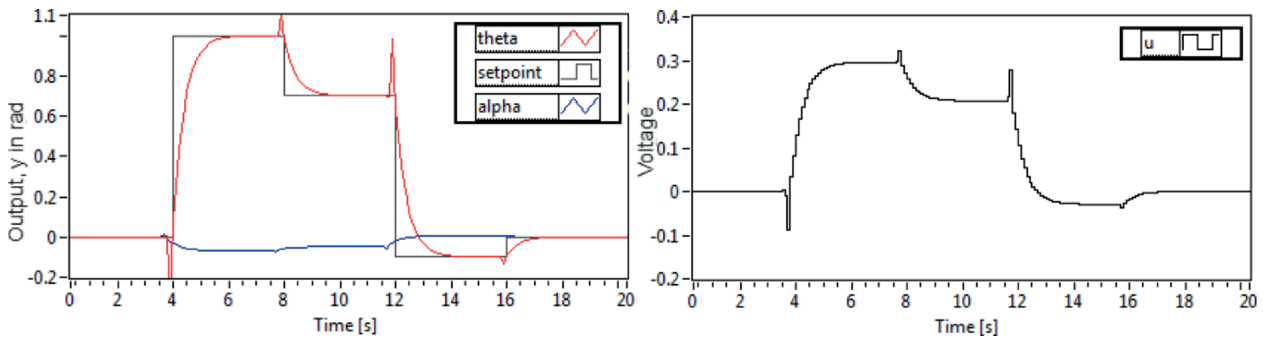 1.1
0.8
0.6
0.4
0.2
0
-0.2
Output, y in rad
0 2 4 6 8 10 12 14 16 18 20
Time [s]
theta
setpoint
alpha
0.4
0.3
0.2
0.1
0
-0.1
-0.2
Voltage
0 2 4 6 8 10 12 14 16 18 20
Time [s]
u